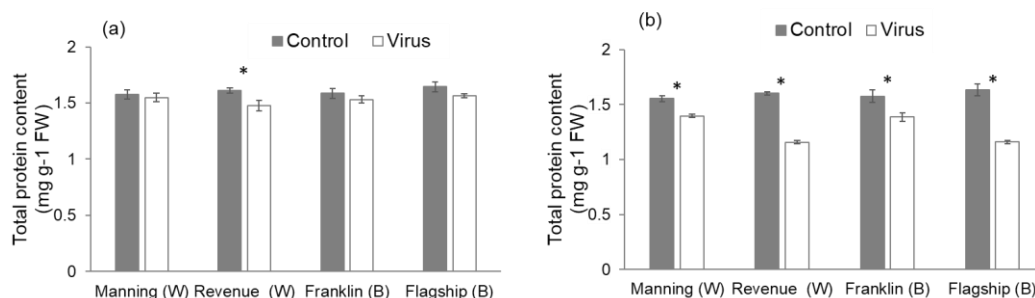 (a)
Control Virus
Total protein content
(mg g-1 FW)
2
1.5
1
0.5
0
*
Manning (W) Revenue (W) Franklin (B) Flagship (B)
(b)
Control Virus
Total protein content
(mg g-1 FW)
2
1.5
1
0.5
0
* * * *
Manning (W) Revenue (W) Franklin (B) Flagship (B)